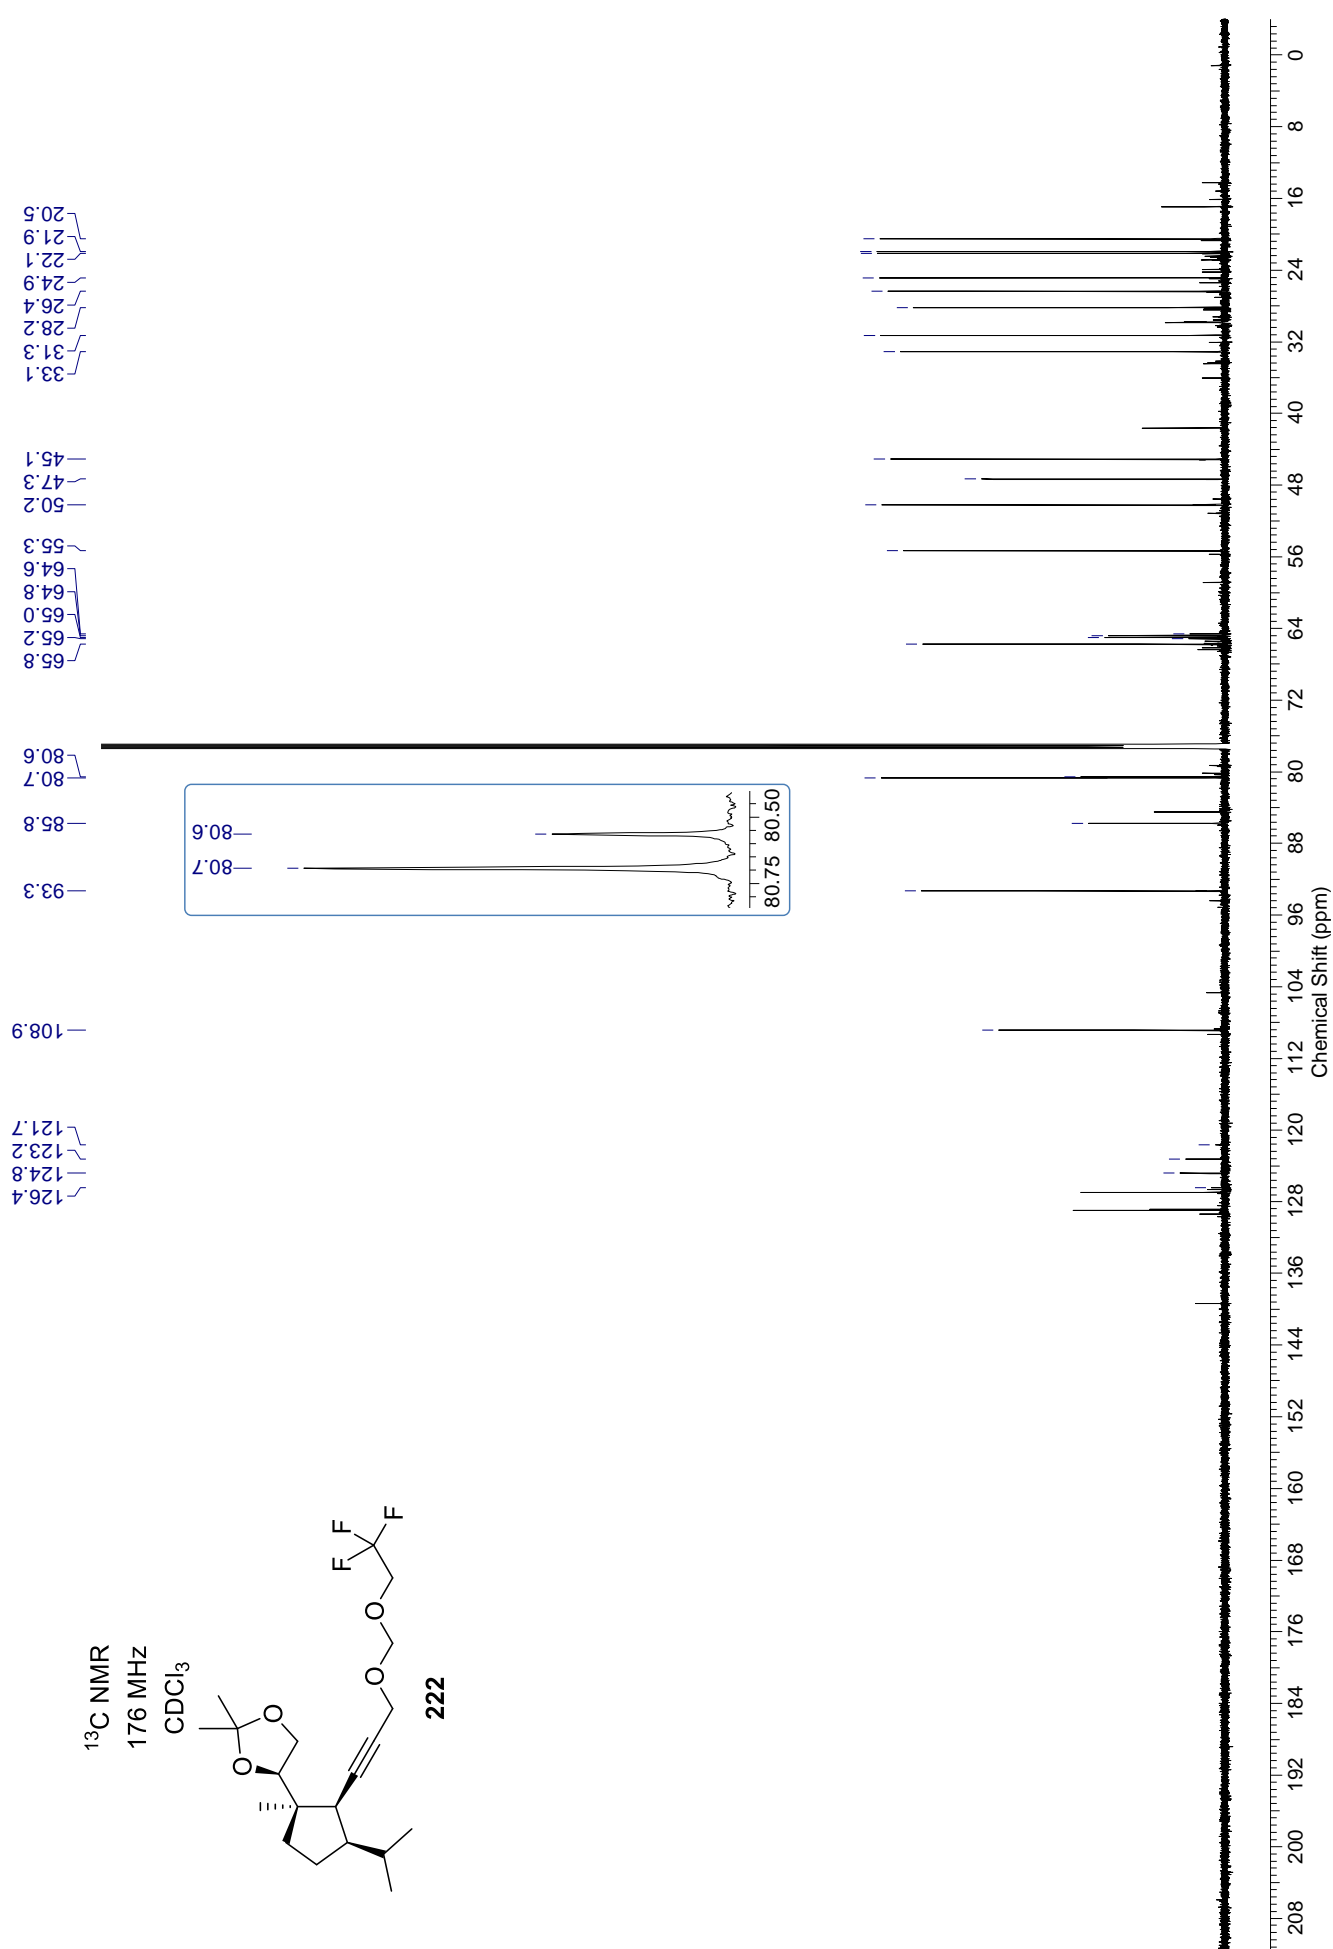 20.5
21.9
22.1
24.9
26.4
28.2
31.3
33.1
45.1
47.3
50.2
55.3
64.6
64.8
65.0
65.2
65.8
80.6
80.7
85.8
93.3
108.9
121.7
123.2
124.8
126.4
80.6
80.7
80.75 80.50
¹³C NMR
176 MHz
CDCl₃
O
O
O
O
F
F
F
222
208 200 192 184 176 168 160 152 144 136 128 120 112 104 96 88 80 72 64 56 48 40 32 24 16 8 0
Chemical Shift (ppm)